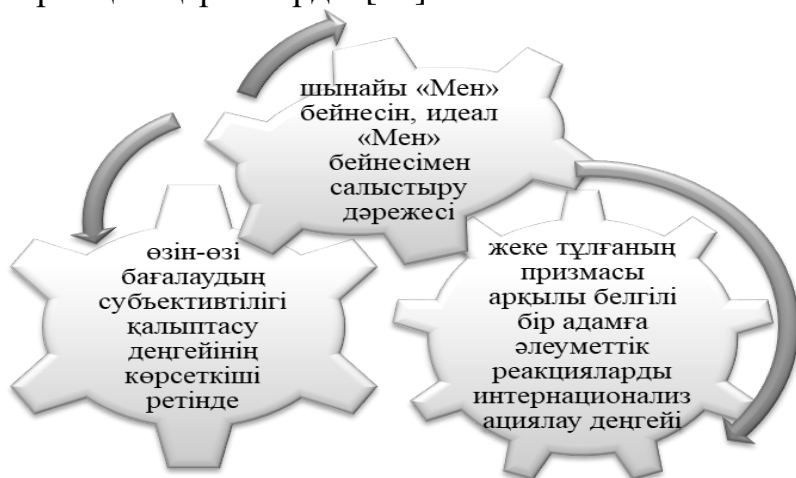 шынайы «Мен»
бейнесін, идеал
«Мен»
бейнесімен
салыстыру
дәрежесі
өзін-өзі
бағалаудың
субъективтілігі
қалыптасу
деңгейінің
көрсеткіші
ретінде
жеке тұлғаның
призмасы
арқылы белгілі
бір адамға
әлеуметтік
реакцияларды
интернационализ
ациялау деңгейі